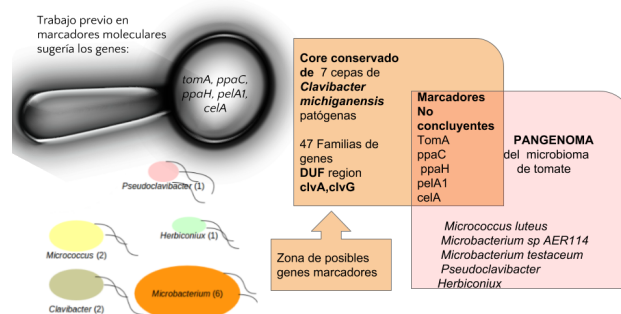 Trabajo previo en
marcadores moleculares
sugería los genes:
tomA, ppaC,
ppaH, pelA1,
celA
Pseudoclavibacter (1)
Micrococcus (2)
Herbiconiux (1)
Clavibacter (2)
Microbacterium (6)
Core conservado
de 7 cepas de
Clavibacter
michiganensis
patógenas
47 Familias de
genes
DUF region
clvA,clvG
Zona de posibles
genes marcadores
Marcadores
No
concluyentes
TomA
ppaC
ppaH
pelA1
celA
PANGENOMA
del microbioma
de tomate
Micrococcus luteus
Microbacterium sp AER114
Microbacterium testaceum
Pseudoclavibacter
Herbiconiux